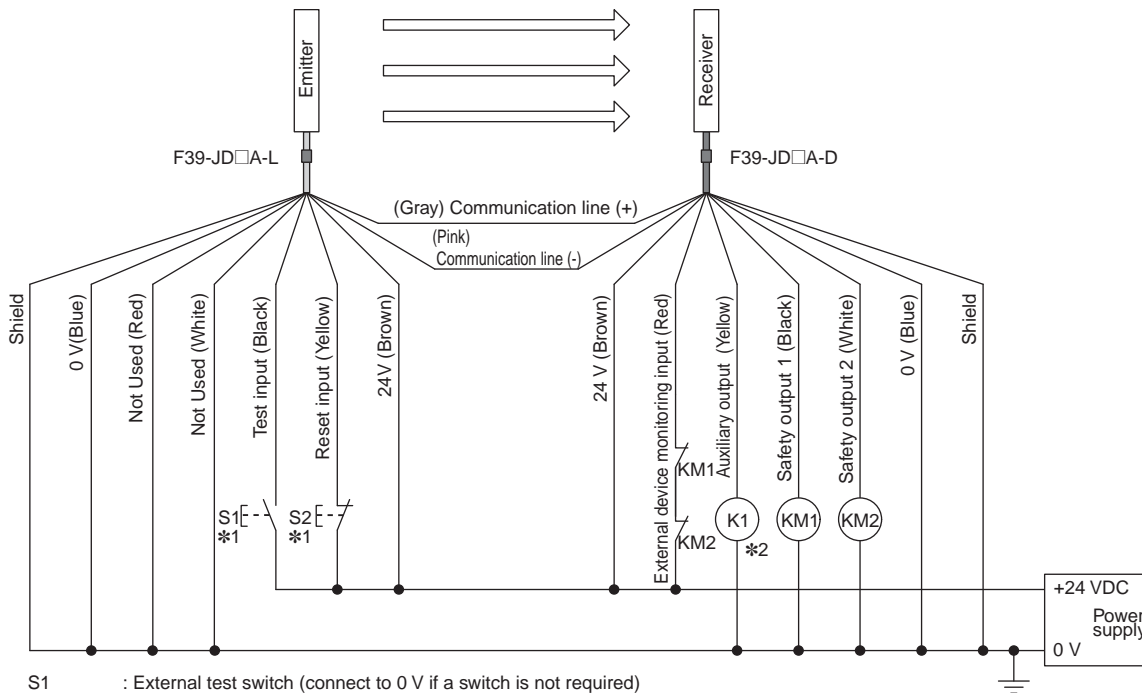 Emitter
Receiver
F39-JD□A-L
F39-JD□A-D
(Gray) Communication line (+)
(Pink)
Communication line (-)
Shield
0 V(Blue)
Not Used (Red)
Not Used (White)
Test input (Black)
Reset input (Yellow)
24V (Brown)
24 V (Brown)
External device monitoring input (Red)
Auxiliary output (Yellow)
Safety output 1 (Black)
Safety output 2 (White)
0 V (Blue)
Shield
KM1
S1
✱1
S2
✱1
K1
✱2
KM1
KM2
KM2
+24 VDC
Power
supply
0 V
S1 : External test switch (connect to 0 V if a switch is not required)